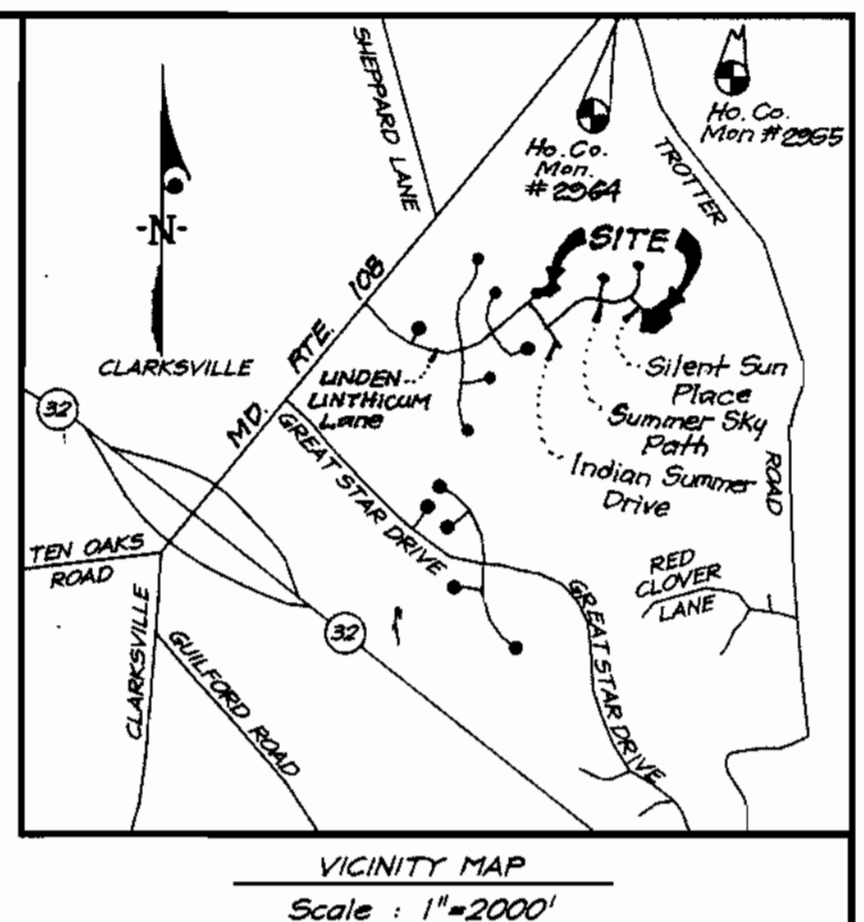 SHEPPARD LANE
Ho. Co.
Mon #2965
Ho. Co.
Mon.
#2964
TROTTER
-N-
SITE
MD. RTE. 108
CLARKSVILLE
32
LINDEN
LINTHICUM
Lane
Silent Sun
Place
Summer Sky
Path
Indian Summer
Drive
ROAD
GREAT STAR DRIVE
TEN OAKS
ROAD
RED
CLOVER
LANE
GREAT STAR DRIVE
32
CLARKSVILLE
GUILFORD ROAD
VICINITY MAP
Scale : 1"=2000'